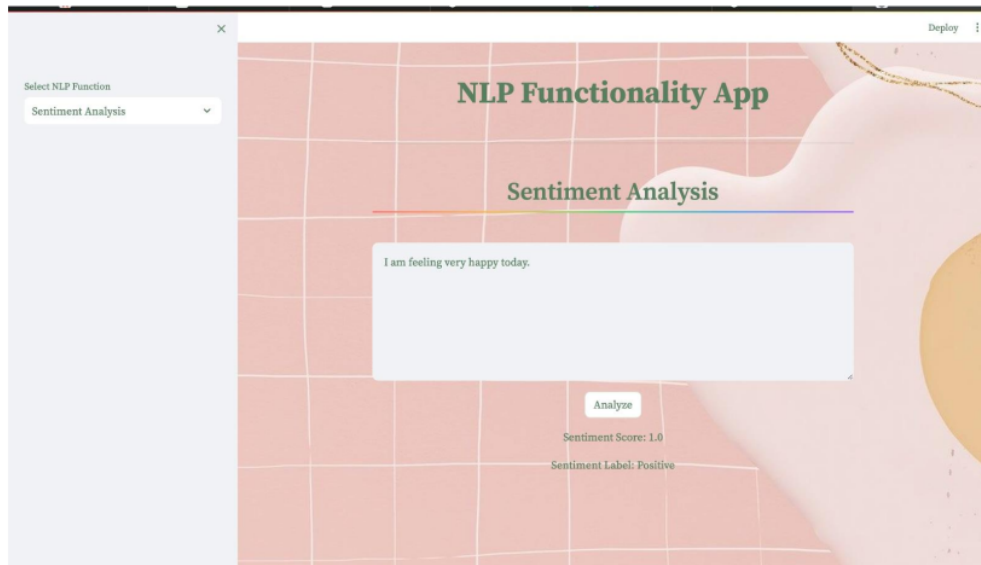 Deploy
Select NLP Function
Sentiment Analysis
NLP Functionality App
Sentiment Analysis
I am feeling very happy today.
Analyze
Sentiment Score: 1.0
Sentiment Label: Positive